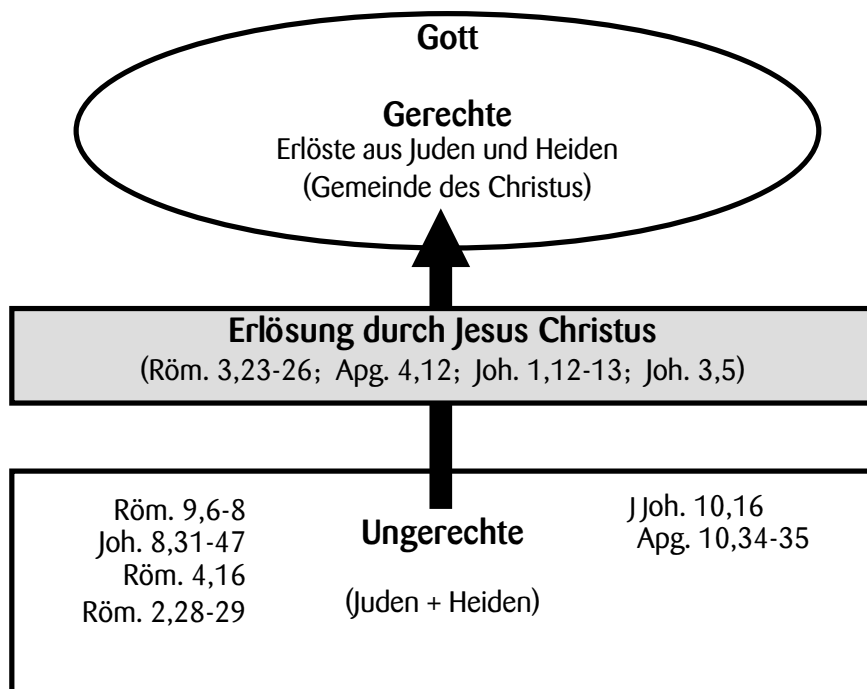 Gott
Gerechte
Erlöste aus Juden und Heiden
(Gemeinde des Christus)
Erlösung durch Jesus Christus
(Röm. 3,23-26; Apg. 4,12; Joh. 1,12-13; Joh. 3,5)
Röm. 9,6-8
Joh. 8,31-47
Röm. 4,16
Röm. 2,28-29
Ungerechte
(Juden + Heiden)
J Joh. 10,16
Apg. 10,34-35